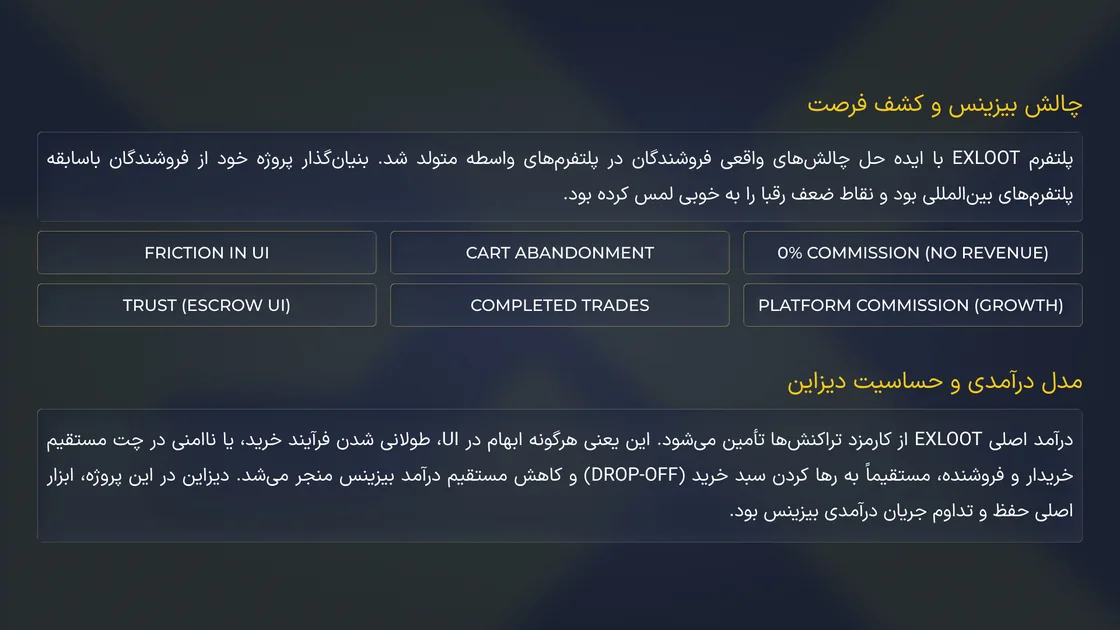 چالش بیزینس و کشف فرصت
پلتفرم EXLOOT با ایده حل چالش‌های واقعی فروشندگان در پلتفرم‌های واسطه متولد شد. بنیان‌گذار پروژه خود از فروشندگان باسابقه
پلتفرم‌های بین‌المللی بود و نقاط ضعف رقبا را به خوبی لمس کرده بود.
FRICTION IN UI
CART ABANDONMENT
0% COMMISSION (NO REVENUE)
TRUST (ESCROW UI)
COMPLETED TRADES
PLATFORM COMMISSION (GROWTH)
مدل درآمدی و حساسیت دیزاین
درآمد اصلی EXLOOT از کارمزد تراکنش‌ها تأمین می‌شود. این یعنی هرگونه ابهام در UI، طولانی شدن فرآیند خرید، یا ناامنی در چت مستقیم
خریدار و فروشنده، مستقیماً به رها کردن سبد خرید (DROP-OFF) و کاهش مستقیم درآمد بیزینس منجر می‌شد. دیزاین در این پروژه، ابزار
اصلی حفظ و تداوم جریان درآمدی بیزینس بود.